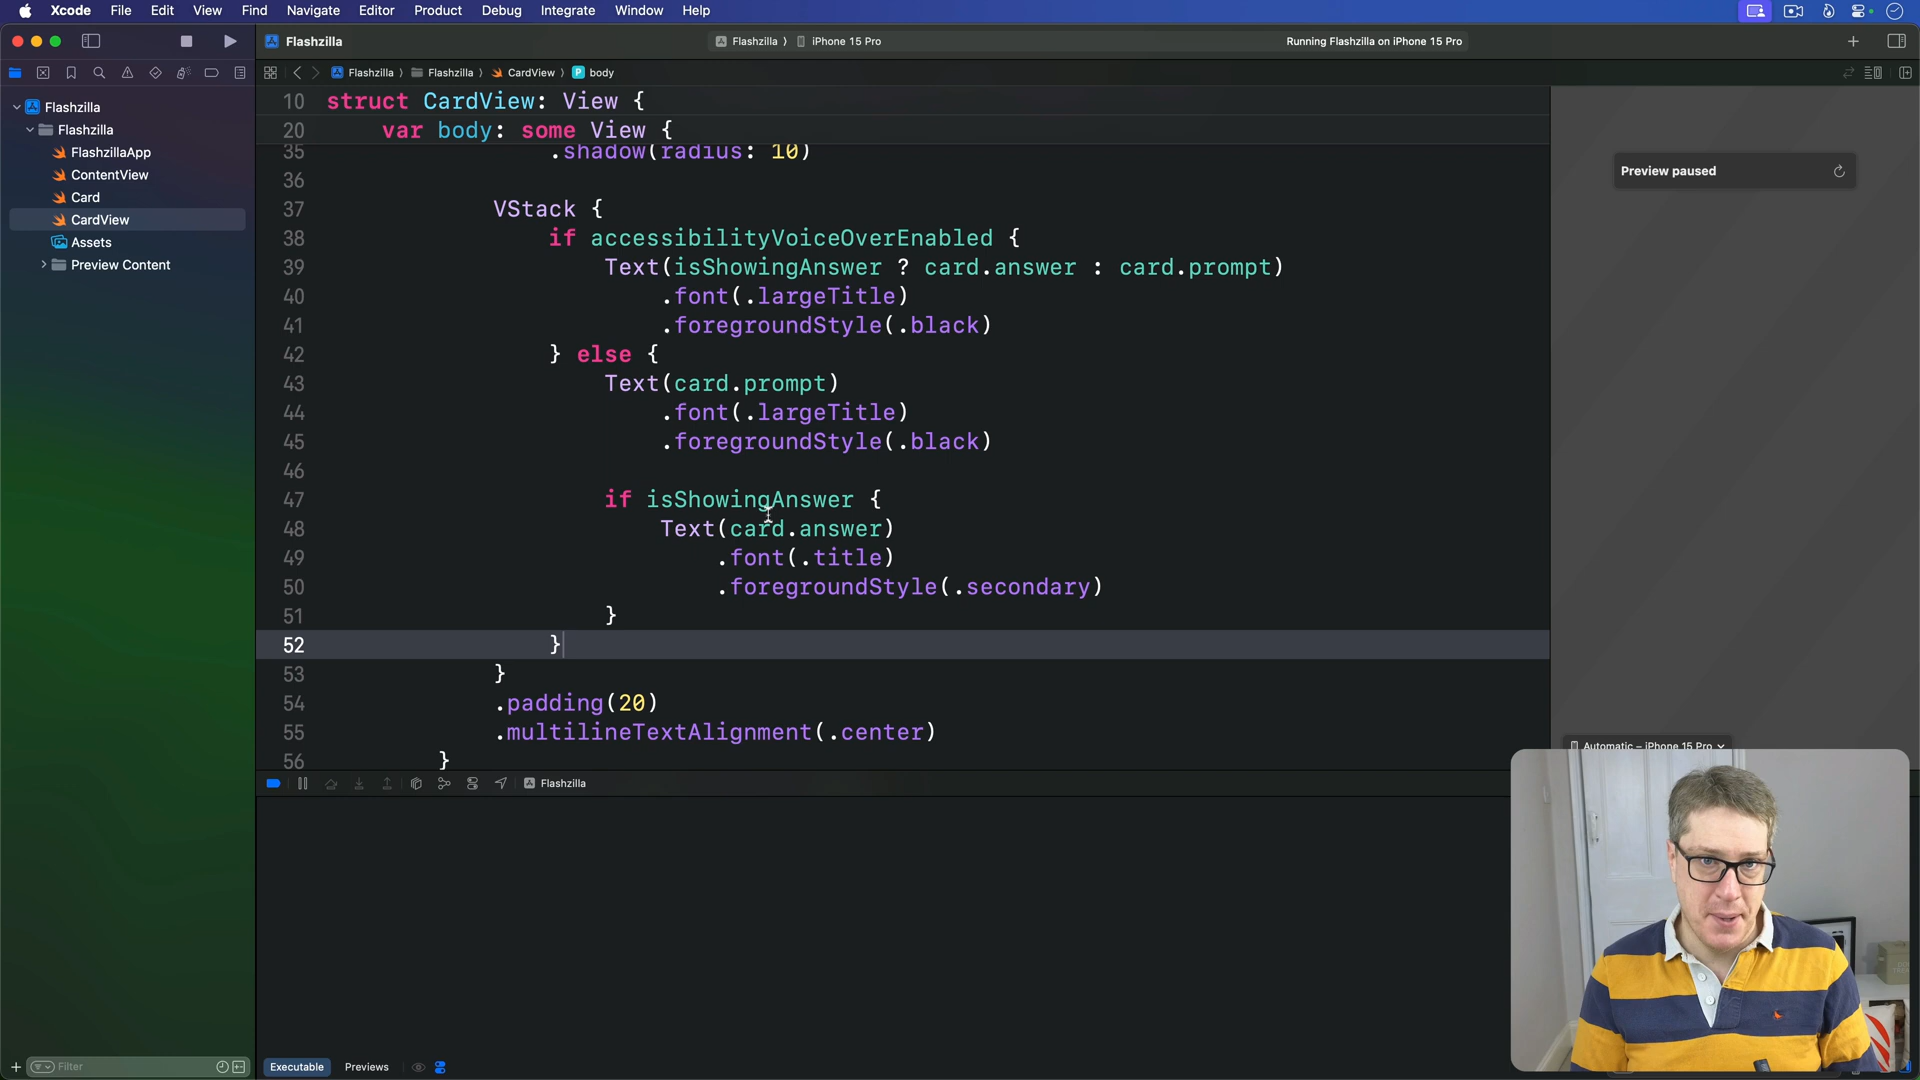 Xcode File Edit View Find Navigate Editor Product Debug Integrate Window Help
Flashzilla
Flashzilla 〉 iPhone 15 Pro
Running Flashzilla on iPhone 15 Pro
Flashzilla 〉 Flashzilla 〉 CardView 〉 P body
Flashzilla
Flashzilla
FlashzillaApp
ContentView
Card
CardView
Assets
Preview Content
10 struct CardView: View {
20 var body: some View {
35 .shadow(radius: 10)
36
37 VStack {
38 if accessibilityVoiceOverEnabled {
39 Text(isShowingAnswer ? card.answer : card.prompt)
40 .font(.largeTitle)
41 .foregroundStyle(.black)
42 } else {
43 Text(card.prompt)
44 .font(.largeTitle)
45 .foregroundStyle(.black)
46
47 if isShowingAnswer {
48 Text(card.answer)
49 .font(.title)
50 .foregroundStyle(.secondary)
51 }
52 }
53 }
54 .padding(20)
55 .multilineTextAlignment(.center)
56 }
Preview paused
Automatic – iPhone 15 Pro
Flashzilla
Filter
Executable Previews